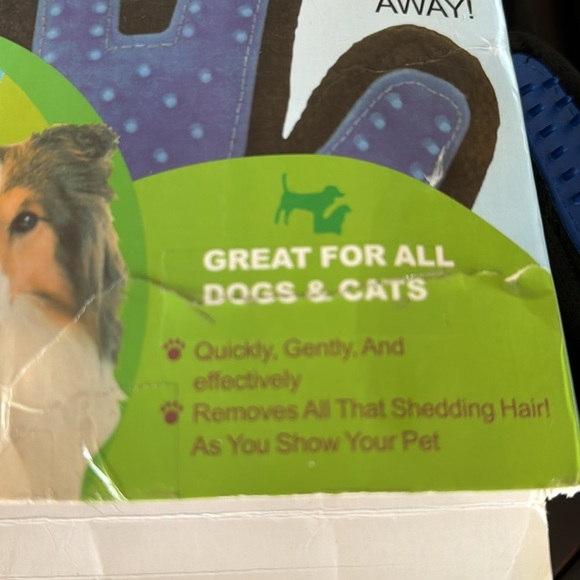 AWAY!
GREAT FOR ALL
DOGS & CATS
Quickly, Gently, And
effectively
Removes All That Shedding Hair!
As You Show Your Pet